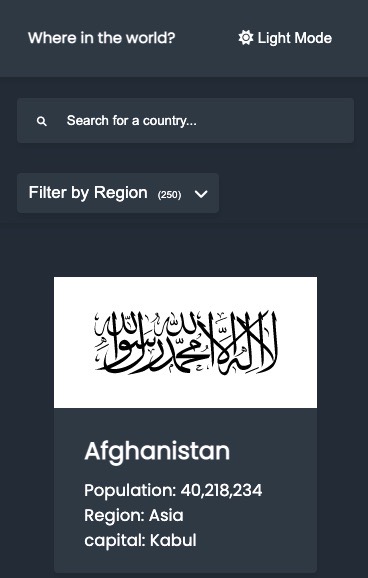 Where in the world?
Light Mode
Search for a country...
Filter by Region (250)
لا إله إلا الله محمد رسول الله
Afghanistan
Population: 40,218,234
Region: Asia
capital: Kabul